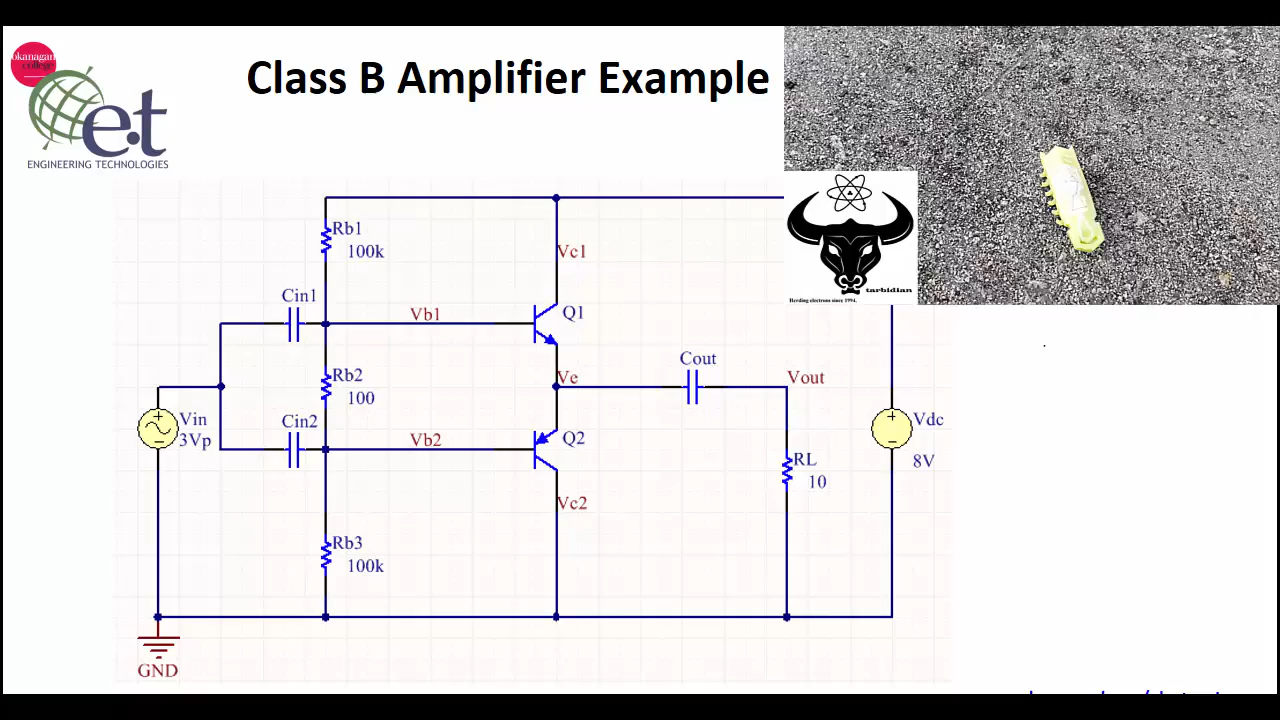 okanagan
college
e.t
ENGINEERING TECHNOLOGIES
Class B Amplifier Example
tarbidian
Herding electrons since 1994.
Rb1
100k
Vc1
Cin1
Vb1
Q1
Rb2
100
Cout
Ve
Vout
Vin
3Vp
Cin2
Vb2
Q2
Vdc
8V
RL
10
Vc2
Rb3
100k
GND